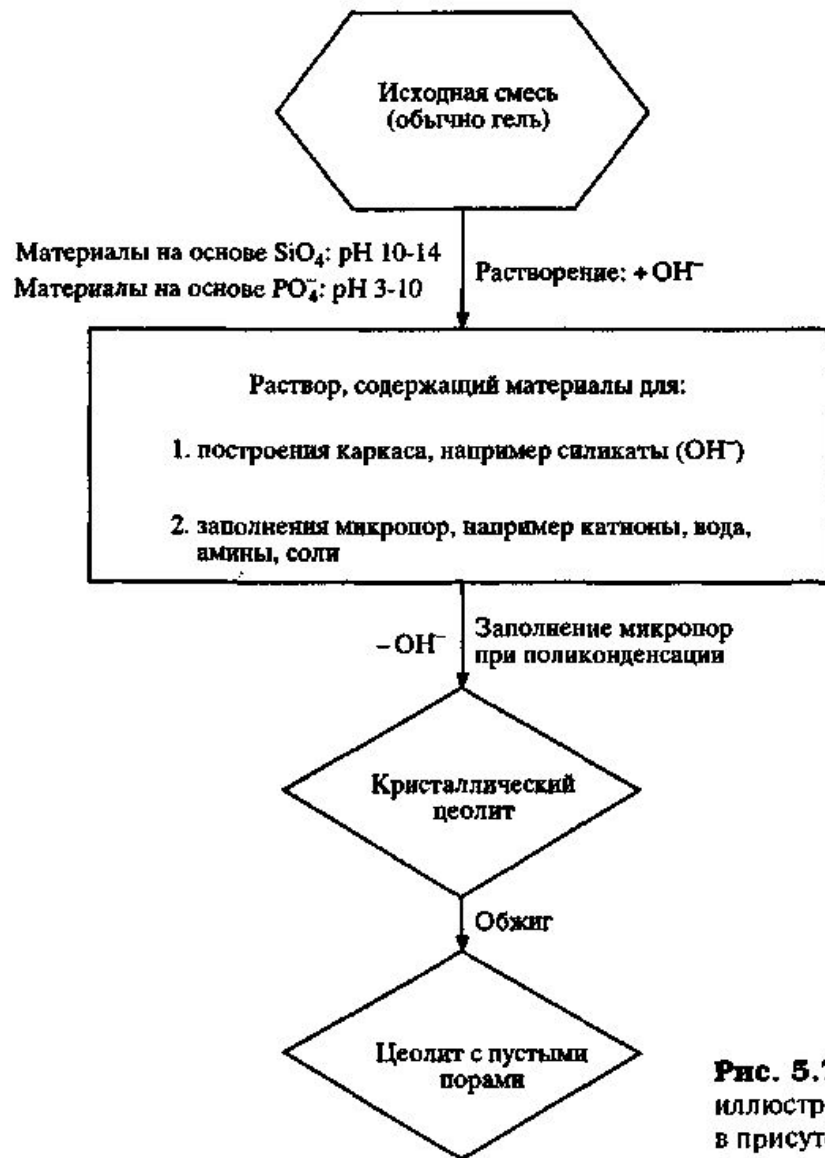 Исходная смесь
(обычно гель)
Материалы на основе SiO₄: pH 10-14
Материалы на основе PO₄⁻: pH 3-10
Растворение: + OH⁻
Раствор, содержащий материалы для:
1. построения каркаса, например силикаты (OH⁻)
2. заполнения микропор, например катионы, вода,
амины, соли
– OH⁻
Заполнение микропор
при поликонденсации
Кристаллический
цеолит
Обжиг
Цеолит с пустыми
порами
Рис. 5.
иллюстр
в присут